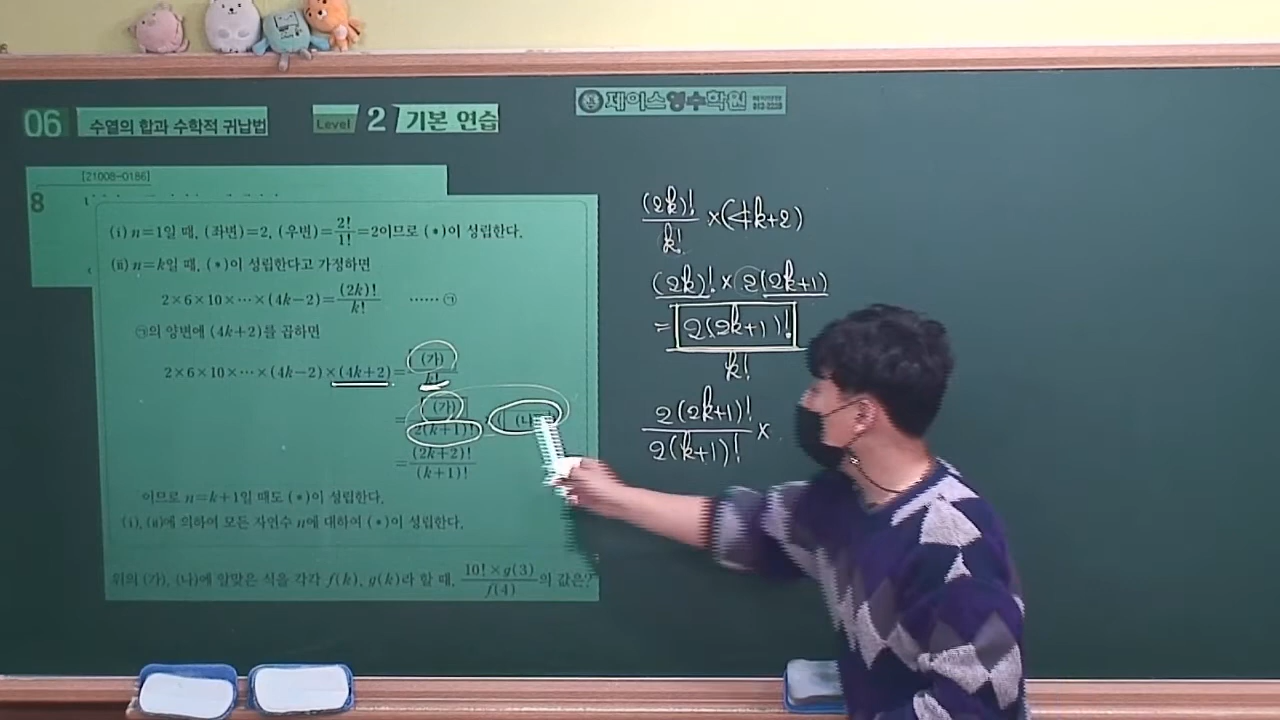 제이스영수학원 912-2328
06 수열의 합과 수학적 귀납법 Level 2 기본 연습
[21008-0186]
8
(i) n=1일 때, (좌변)=2, (우변)=2!/1!=2이므로 (*)이 성립한다.
(ii) n=k일 때, (*)이 성립한다고 가정하면
2×6×10×⋯×(4k-2)=(2k)!/k! ⋯⋯ ㉠
㉠의 양변에 (4k+2)를 곱하면
2×6×10×⋯×(4k-2)×(4k+2)=(가)/k!
=(가)/2(k+1)! (나)
=(2k+2)!/(k+1)!
이므로 n=k+1일 때도 (*)이 성립한다.
(i), (ii)에 의하여 모든 자연수 n에 대하여 (*)이 성립한다.
위의 (가), (나)에 알맞은 식을 각각 f(k), g(k)라 할 때, 10!×g(3)/f(4)의 값은?
(2k)!/k! ×(4k+2)
(2k)! × 2(2k+1)
= 2(2k+1)!/k!
2(2k+1)!/2(k+1)! ×